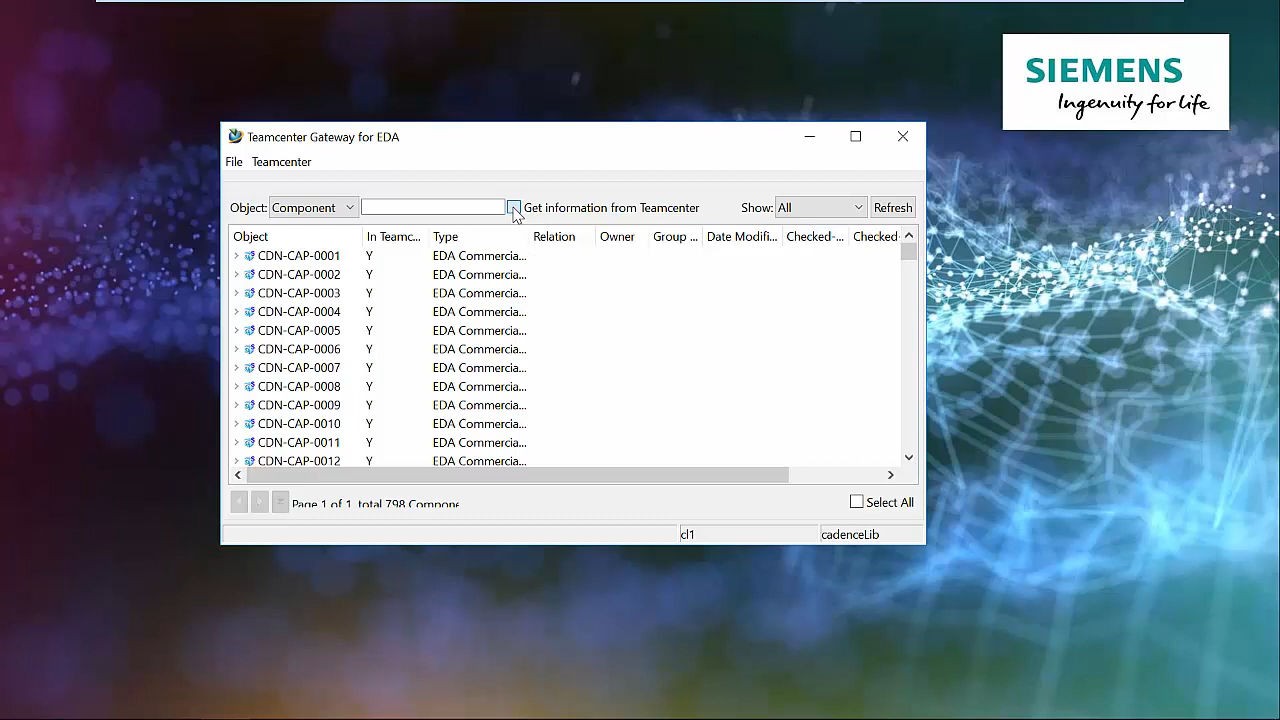 SIEMENS
Ingenuity for life
Teamcenter Gateway for EDA
File Teamcenter
Object: Component Get information from Teamcenter Show: All Refresh
Object In Teamc... Type Relation Owner Group ... Date Modifi... Checked-... Checked-
CDN-CAP-0001 Y EDA Commercia...
CDN-CAP-0002 Y EDA Commercia...
CDN-CAP-0003 Y EDA Commercia...
CDN-CAP-0004 Y EDA Commercia...
CDN-CAP-0005 Y EDA Commercia...
CDN-CAP-0006 Y EDA Commercia...
CDN-CAP-0007 Y EDA Commercia...
CDN-CAP-0008 Y EDA Commercia...
CDN-CAP-0009 Y EDA Commercia...
CDN-CAP-0010 Y EDA Commercia...
CDN-CAP-0011 Y EDA Commercia...
CDN-CAP-0012 Y EDA Commercia...
Page 1 of 1 total 798 Compone Select All
cl1 cadenceLib